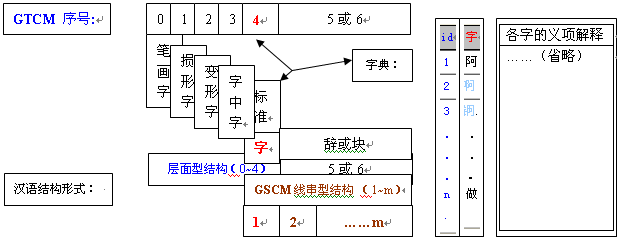 GTCM 序号: 0 1 2 3 4 5 或 6
笔画字
损形字
变形字
字中字
标准字
字典：
辞或块
层面型结构（0~4） 5 或 6
汉语结构形式：
GSCM 线串型结构（1~m）
1 2 ……m
id 字
1 阿
2
3
.
.
.
n 做
各字的义项解释
……（省略）